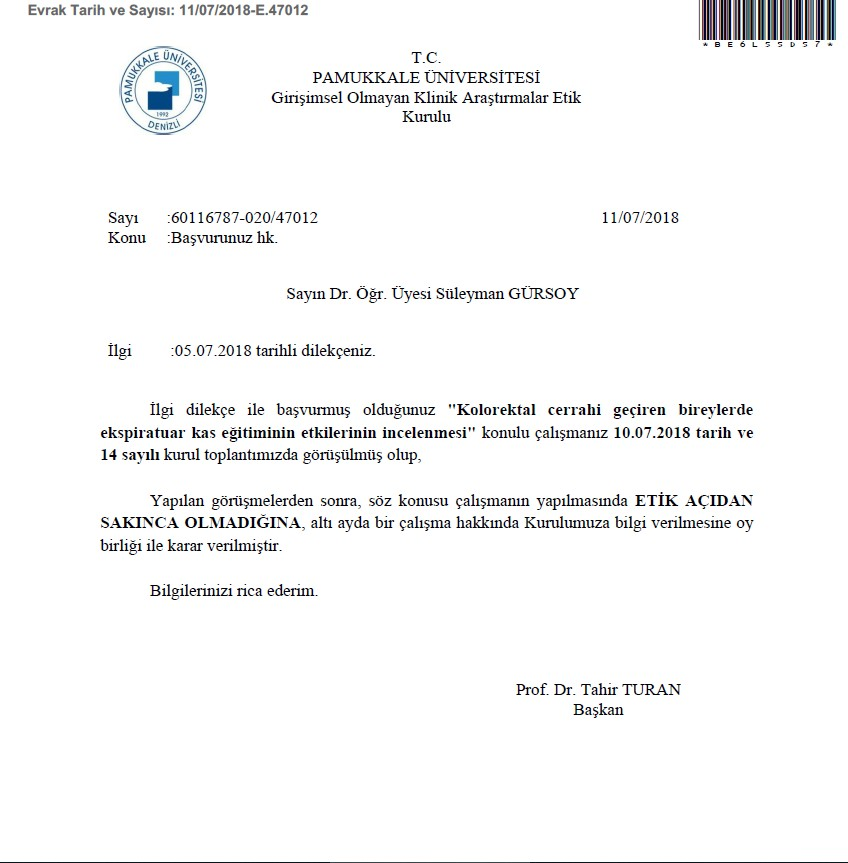 Evrak Tarih ve Sayısı: 11/07/2018-E.47012
*BE6L55D57*
PAMUKKALE ÜNİVERSİTESİ
1992
DENİZLİ
T.C.
PAMUKKALE ÜNİVERSİTESİ
Girişimsel Olmayan Klinik Araştırmalar Etik
Kurulu
Sayı :60116787-020/47012 11/07/2018
Konu :Başvurunuz hk.
Sayın Dr. Öğr. Üyesi Süleyman GÜRSOY
İlgi :05.07.2018 tarihli dilekçeniz.
İlgi dilekçe ile başvurmuş olduğunuz "Kolorektal cerrahi geçiren bireylerde
ekspiratuar kas eğitiminin etkilerinin incelenmesi" konulu çalışmanız 10.07.2018 tarih ve
14 sayılı kurul toplantımızda görüşülmüş olup,
Yapılan görüşmelerden sonra, söz konusu çalışmanın yapılmasında ETİK AÇIDAN
SAKINCA OLMADIĞINA, altı ayda bir çalışma hakkında Kurulumuza bilgi verilmesine oy
birliği ile karar verilmiştir.
Bilgilerinizi rica ederim.
Prof. Dr. Tahir TURAN
Başkan